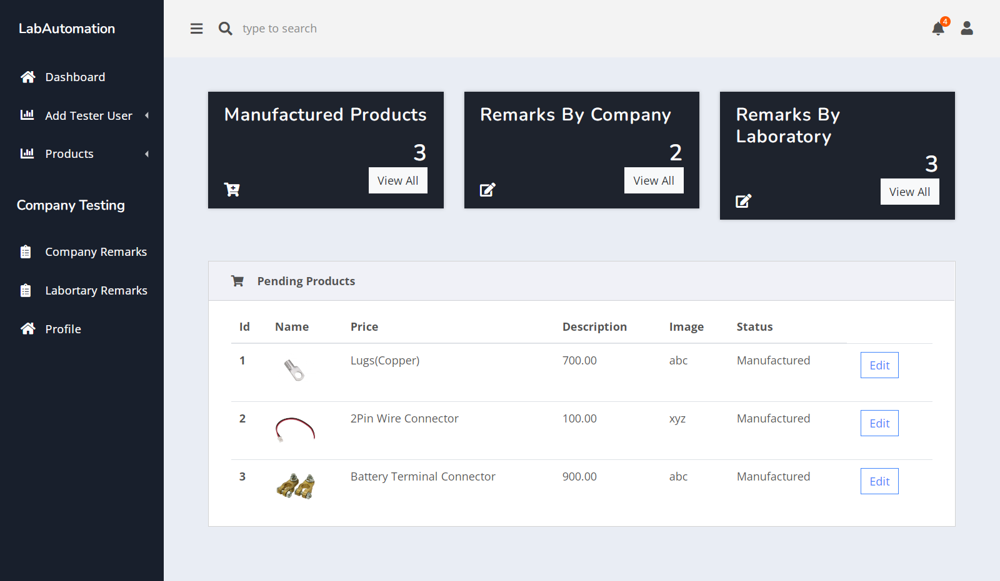 LabAutomation
type to search
4
Dashboard
Add Tester User
Products
Company Testing
Company Remarks
Labortary Remarks
Profile
Manufactured Products
3
View All
Remarks By Company
2
View All
Remarks By
Laboratory
3
View All
Pending Products
Id Name Price Description Image Status
1 Lugs(Copper) 700.00 abc Manufactured Edit
2 2Pin Wire Connector 100.00 xyz Manufactured Edit
3 Battery Terminal Connector 900.00 abc Manufactured Edit